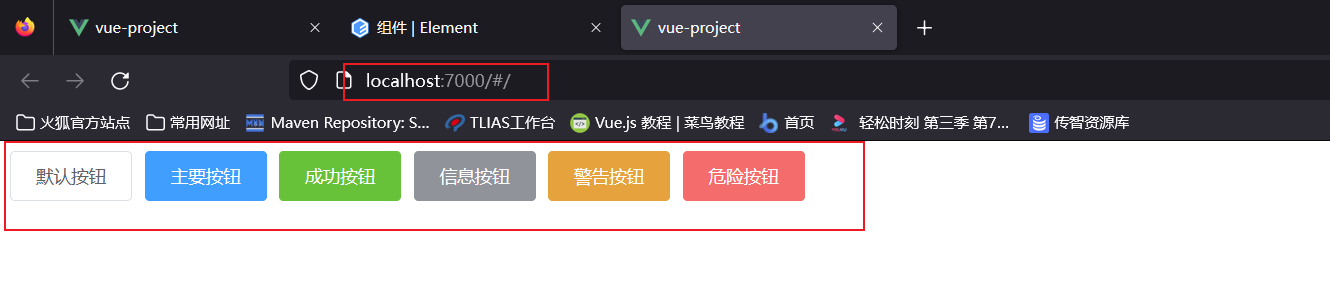 vue-project
组件 | Element
vue-project
localhost:7000/#/
火狐官方站点
常用网址
Maven Repository: S...
TLIAS工作台
Vue.js 教程 | 菜鸟教程
首页
轻松时刻 第三季 第7...
传智资源库
默认按钮
主要按钮
成功按钮
信息按钮
警告按钮
危险按钮